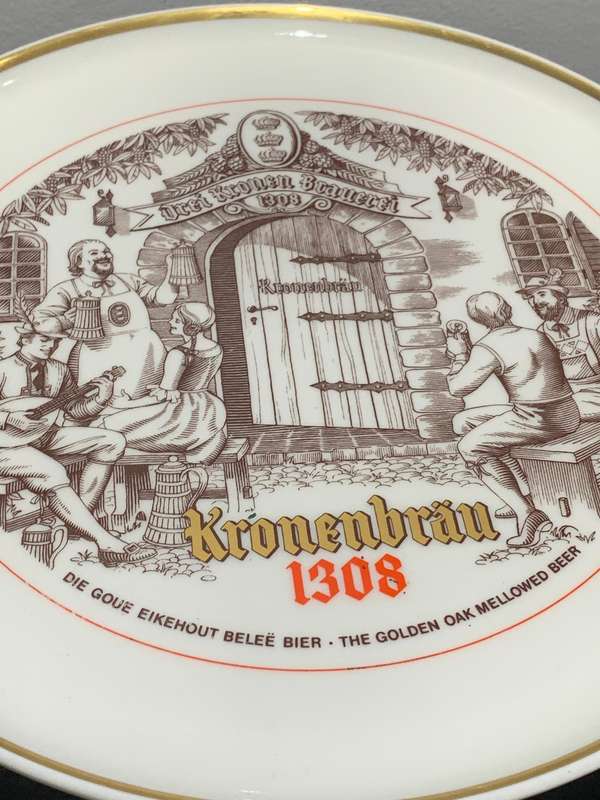 Drei Kronen Brauerei
1308
Kronenbräu
Kronenbräu
1308
DIE GOUE EIKEHOUT BELEË BIER · THE GOLDEN OAK MELLOWED BEER